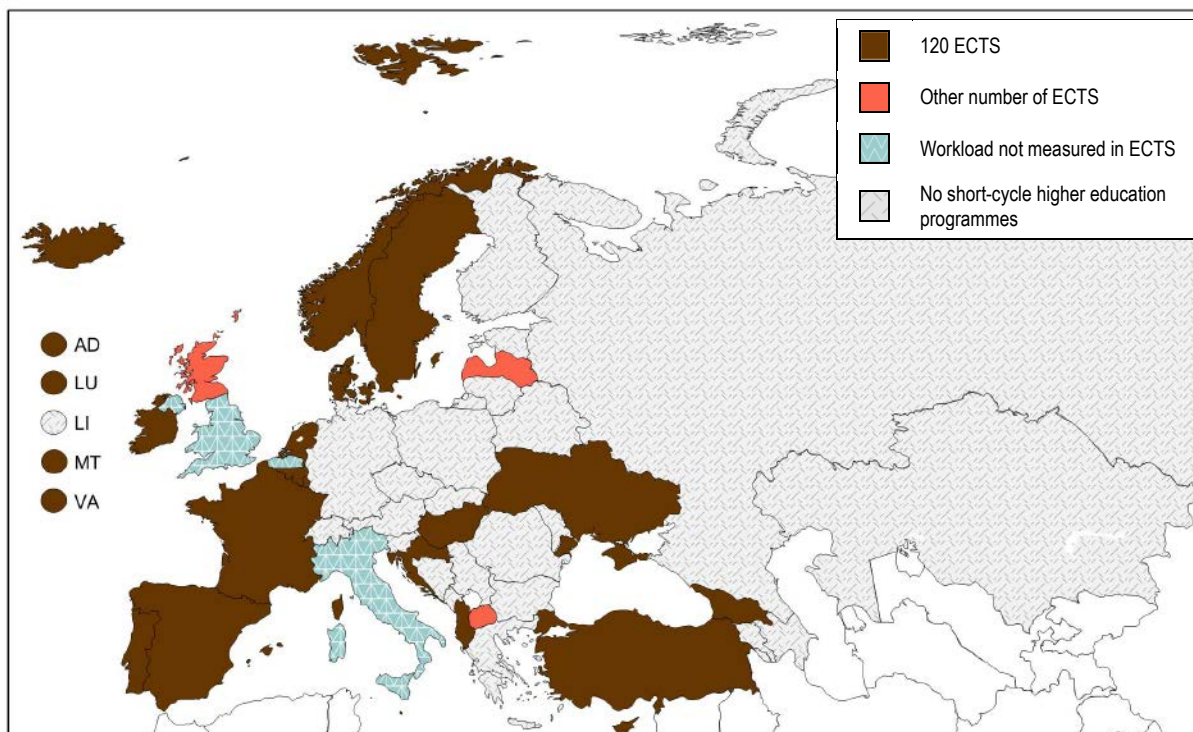 120 ECTS
Other number of ECTS
Workload not measured in ECTS
No short-cycle higher education
programmes
AD
LU
LI
MT
VA